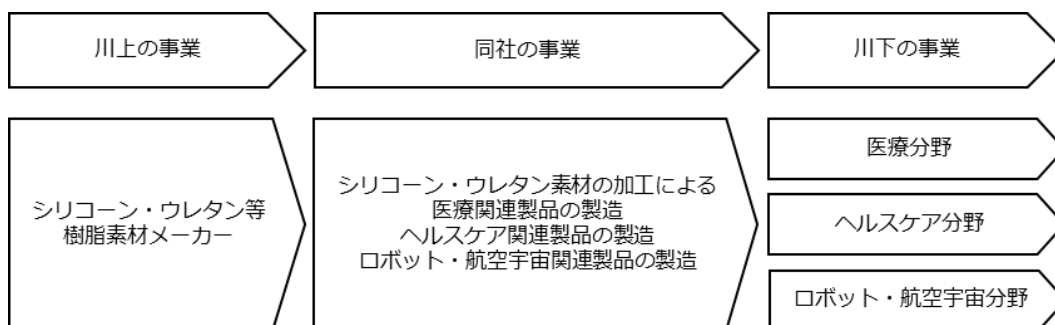 川上の事業
同社の事業
川下の事業
シリコーン・ウレタン等
樹脂素材メーカー
シリコーン・ウレタン素材の加工による
医療関連製品の製造
ヘルスケア関連製品の製造
ロボット・航空宇宙関連製品の製造
医療分野
ヘルスケア分野
ロボット・航空宇宙分野